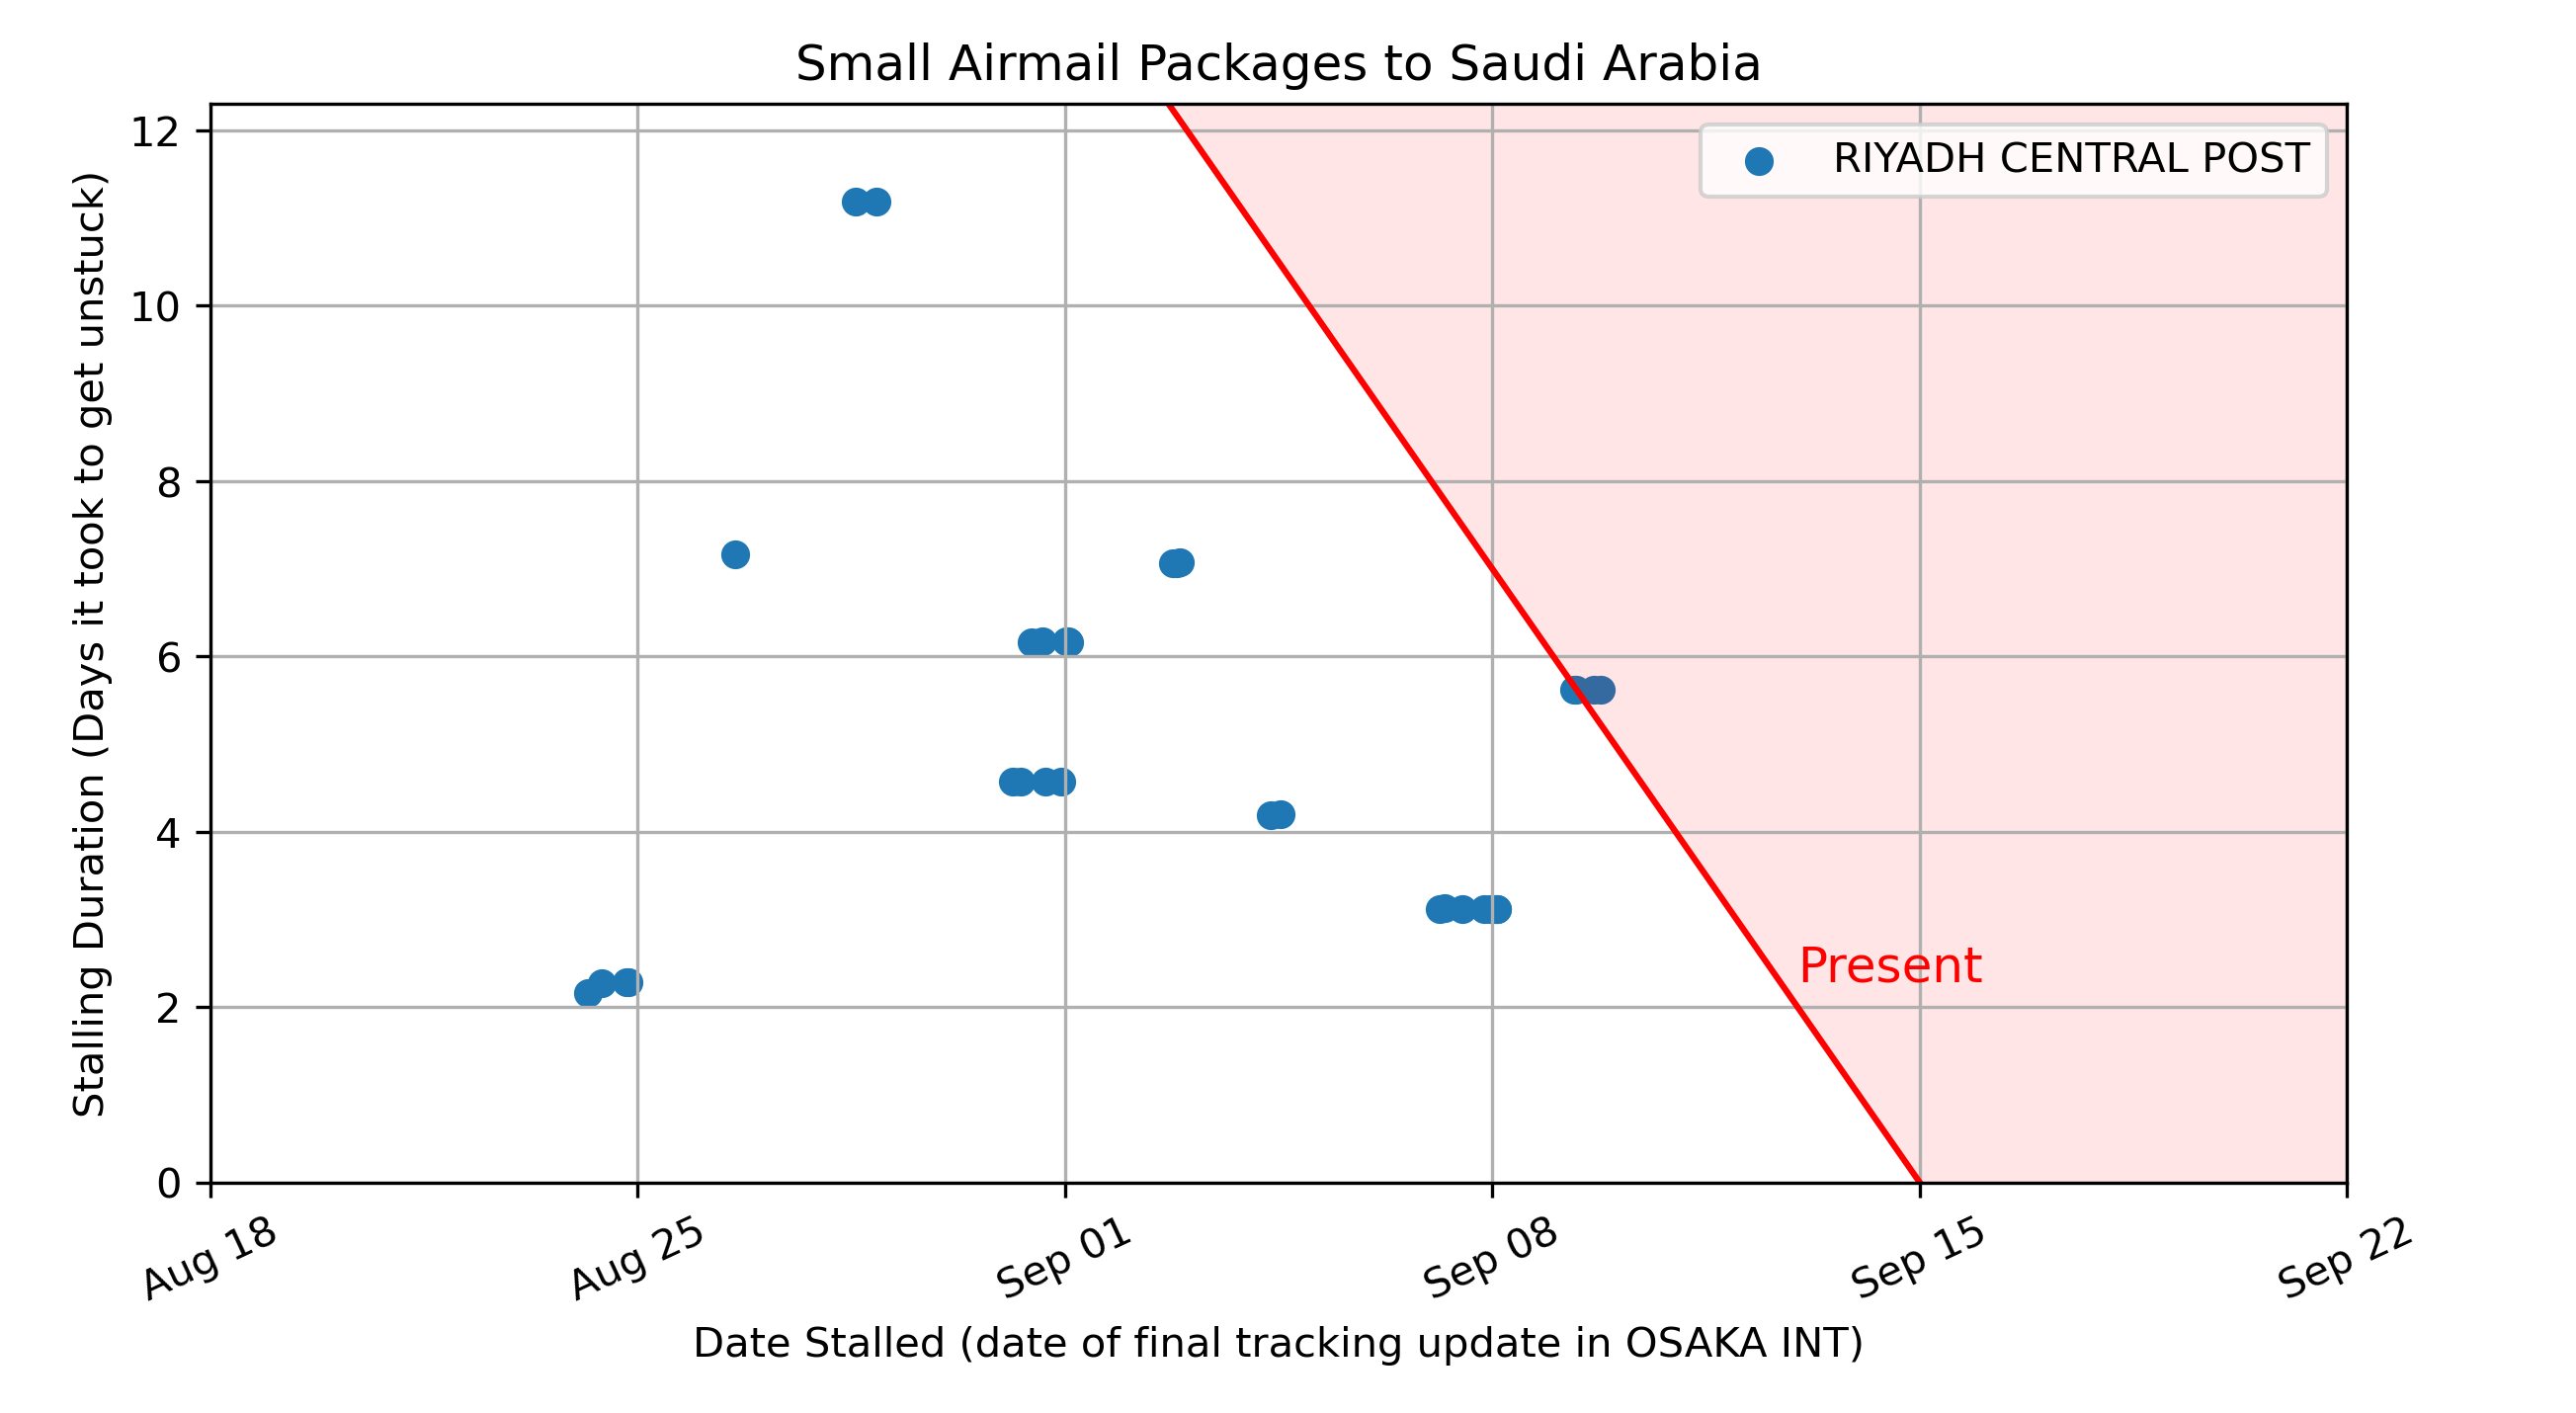 Small Airmail Packages to Saudi Arabia
RIYADH CENTRAL POST
Stalling Duration (Days it took to get unstuck)
12
10
8
6
4
2
0
Present
Aug 18
Aug 25
Sep 01
Sep 08
Sep 15
Sep 22
Date Stalled (date of final tracking update in OSAKA INT)